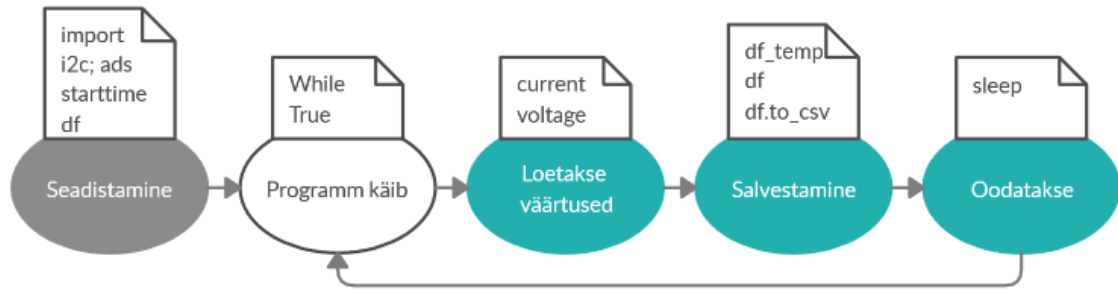 import
i2c; ads
starttime
df
Seadistamine
While
True
Programm käib
current
voltage
Loetakse
väärtused
df_temp
df
df.to_csv
Salvestamine
sleep
Oodatakse